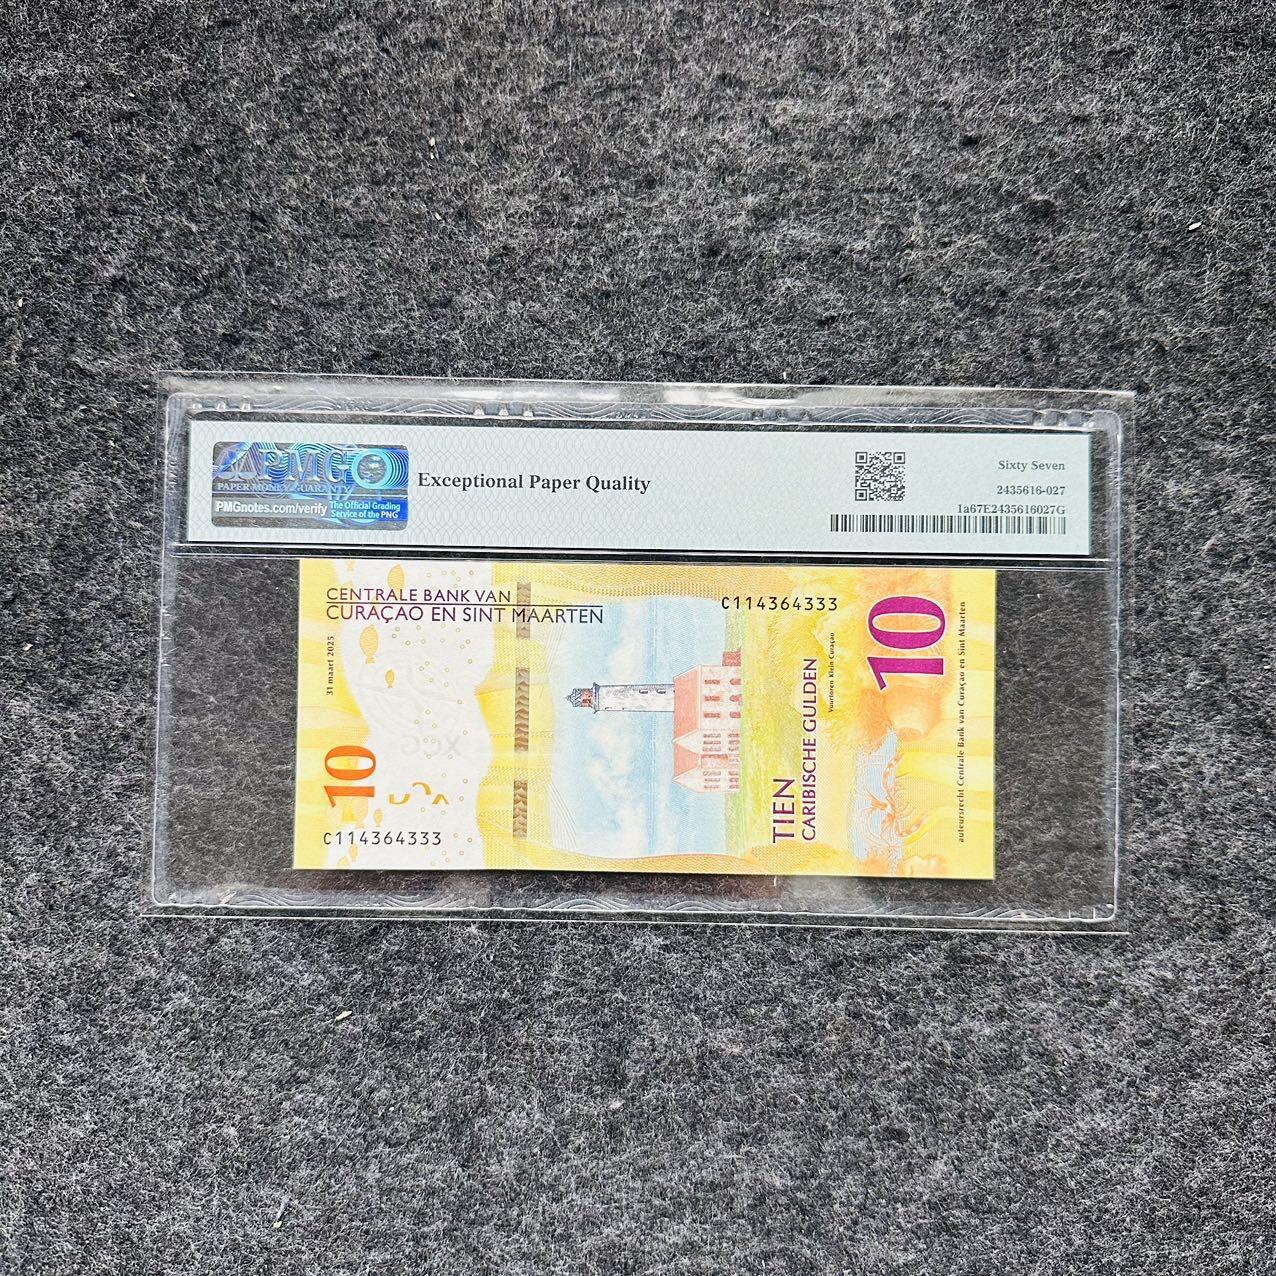 PMG
PAPER MONEY GUARANTY
PMGnotes.com/verify
The Official Grading
Service of the PNG
Exceptional Paper Quality
Sixty Seven
2435616-027
1a67E2435616027G
CENTRALE BANK VAN
CURAÇAO EN SINT MAARTEN
31 maart 2025
10
C114364333
C114364333
TIEN
CARIBISCHE GULDEN
Vuurtoren Klein Curaçao
10
auteursrecht Centrale Bank van Curaçao en Sint Maarten